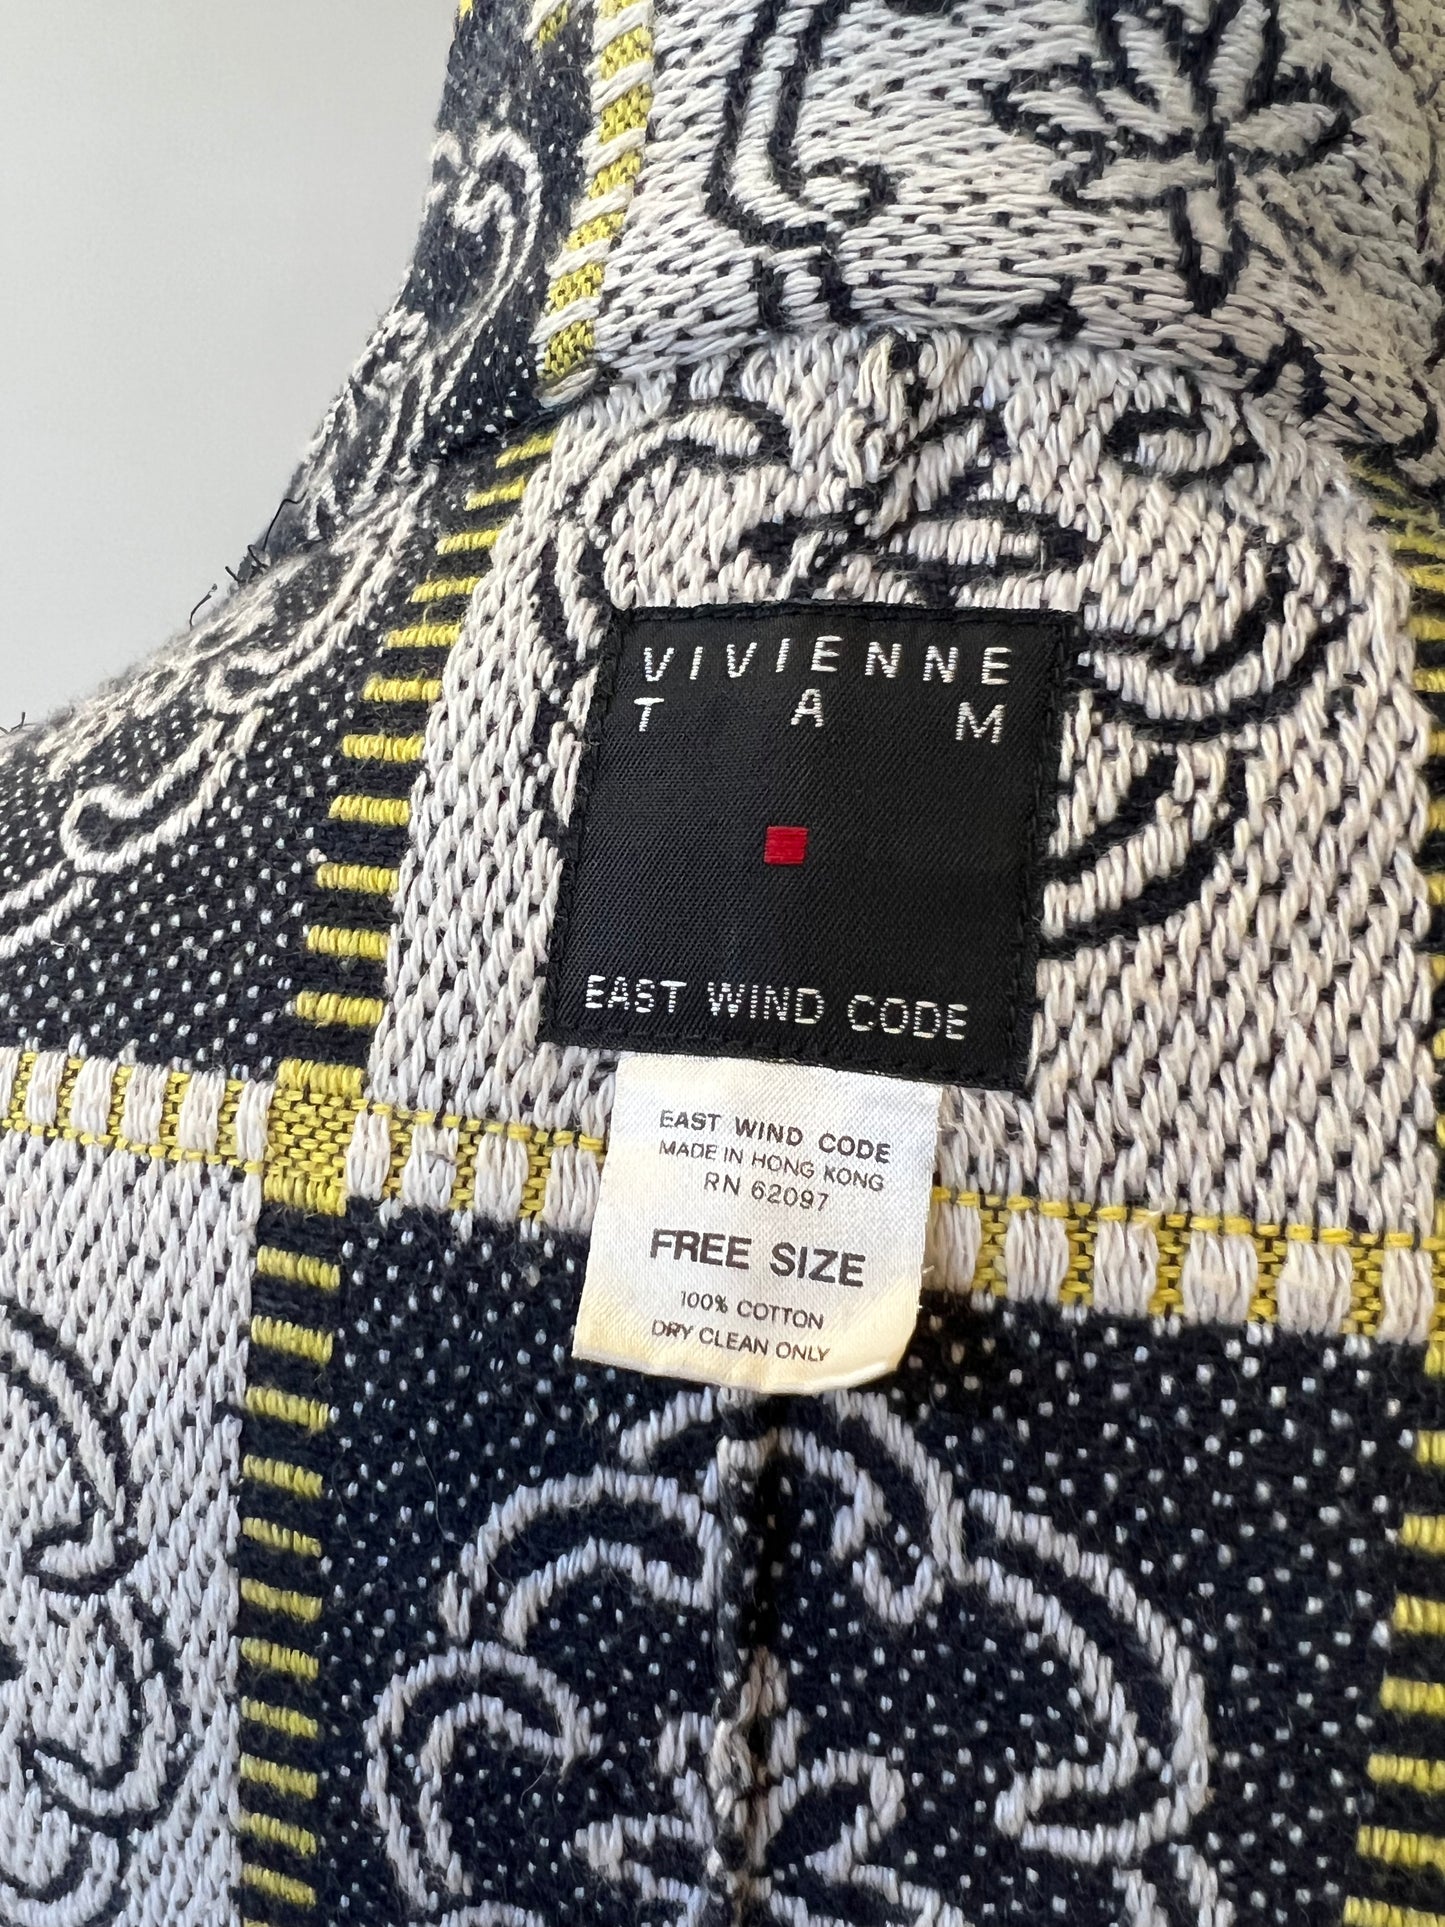 VIVIENNE
T A M
EAST WIND CODE
EAST WIND CODE
MADE IN HONG KONG
RN 62097
FREE SIZE
100% COTTON
DRY CLEAN ONLY